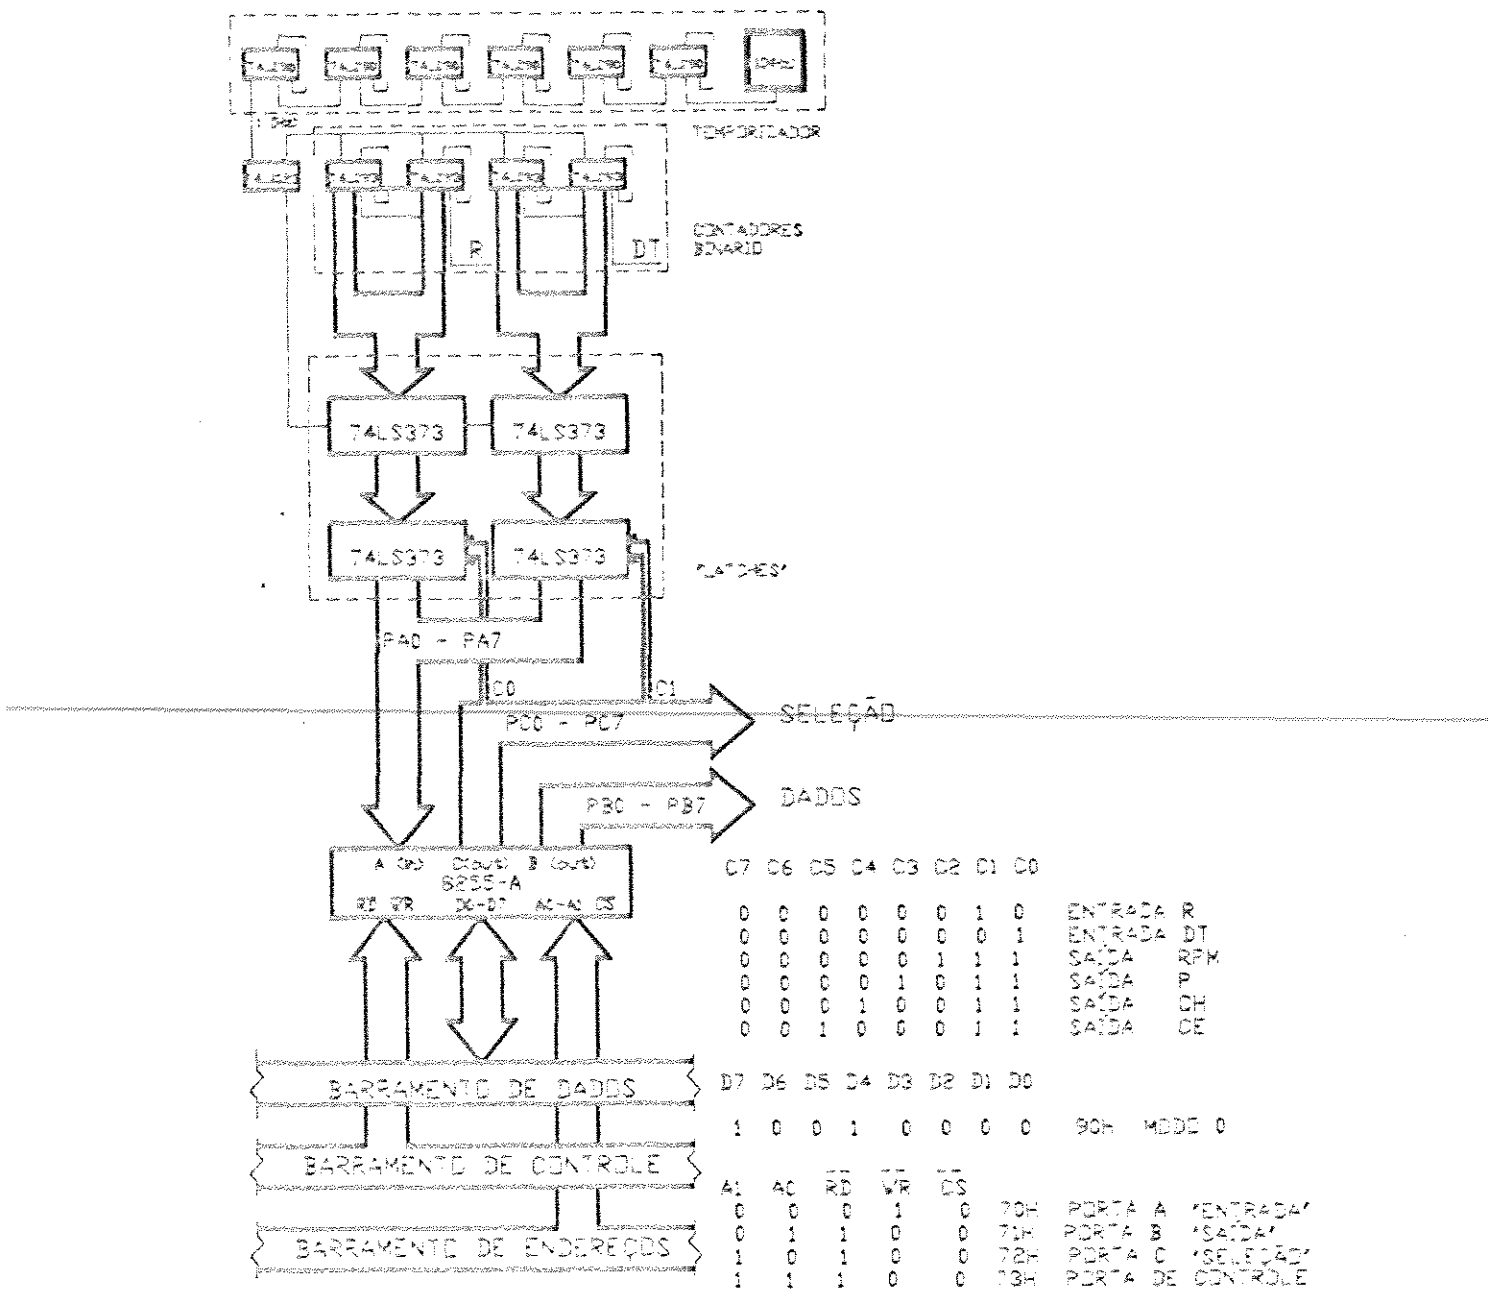 TEMPORIZADOR
CONTADORES
BINARIO
R
DT
74LS373 74LS373
74LS373 74LS373
"LATCHES"
PA0 - PA7
C0 C1
PC0 - PC7
SELEÇÃO
PB0 - PB7
DADOS
A (in) C(out) B (out)
8255-A
RD WR D0-D7 A0-A1 CS
C7 C6 C5 C4 C3 C2 C1 C0
0 0 0 0 0 0 1 0 ENTRADA R
0 0 0 0 0 0 0 1 ENTRADA DT
0 0 0 0 0 1 1 1 SAÍDA RPM
0 0 0 0 1 0 1 1 SAÍDA P
0 0 0 1 0 0 1 1 SAÍDA CH
0 0 1 0 0 0 1 1 SAÍDA CE
BARRAMENTO DE DADOS
D7 D6 D5 D4 D3 D2 D1 D0
1 0 0 1 0 0 0 0 90H MODO 0
BARRAMENTO DE CONTROLE
A1 A0 RD WR CS
0 0 0 1 0 70H PORTA A "ENTRADA"
0 1 1 0 0 71H PORTA B "SAÍDA"
1 0 1 0 0 72H PORTA C "SELEÇÃO"
1 1 1 0 0 73H PORTA DE CONTROLE
BARRAMENTO DE ENDEREÇOS